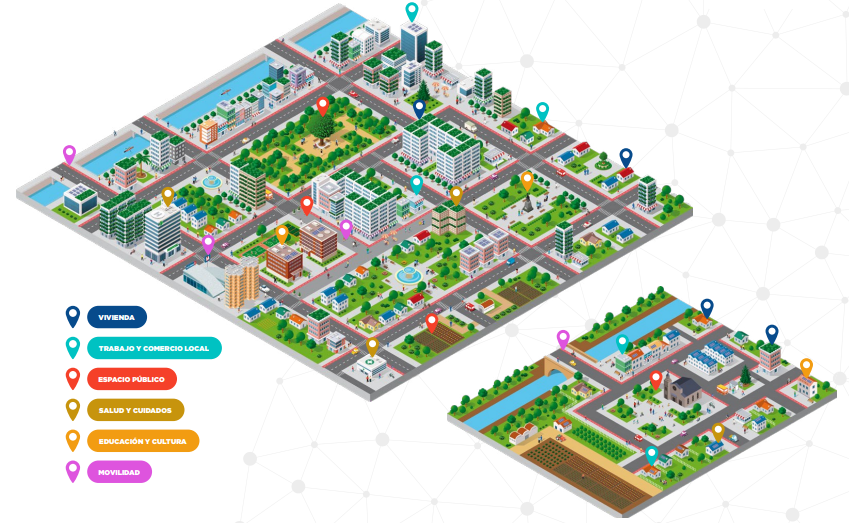 VIVIENDA
TRABAJO Y COMERCIO LOCAL
ESPACIO PÚBLICO
SALUD Y CUIDADOS
EDUCACIÓN Y CULTURA
MOVILIDAD